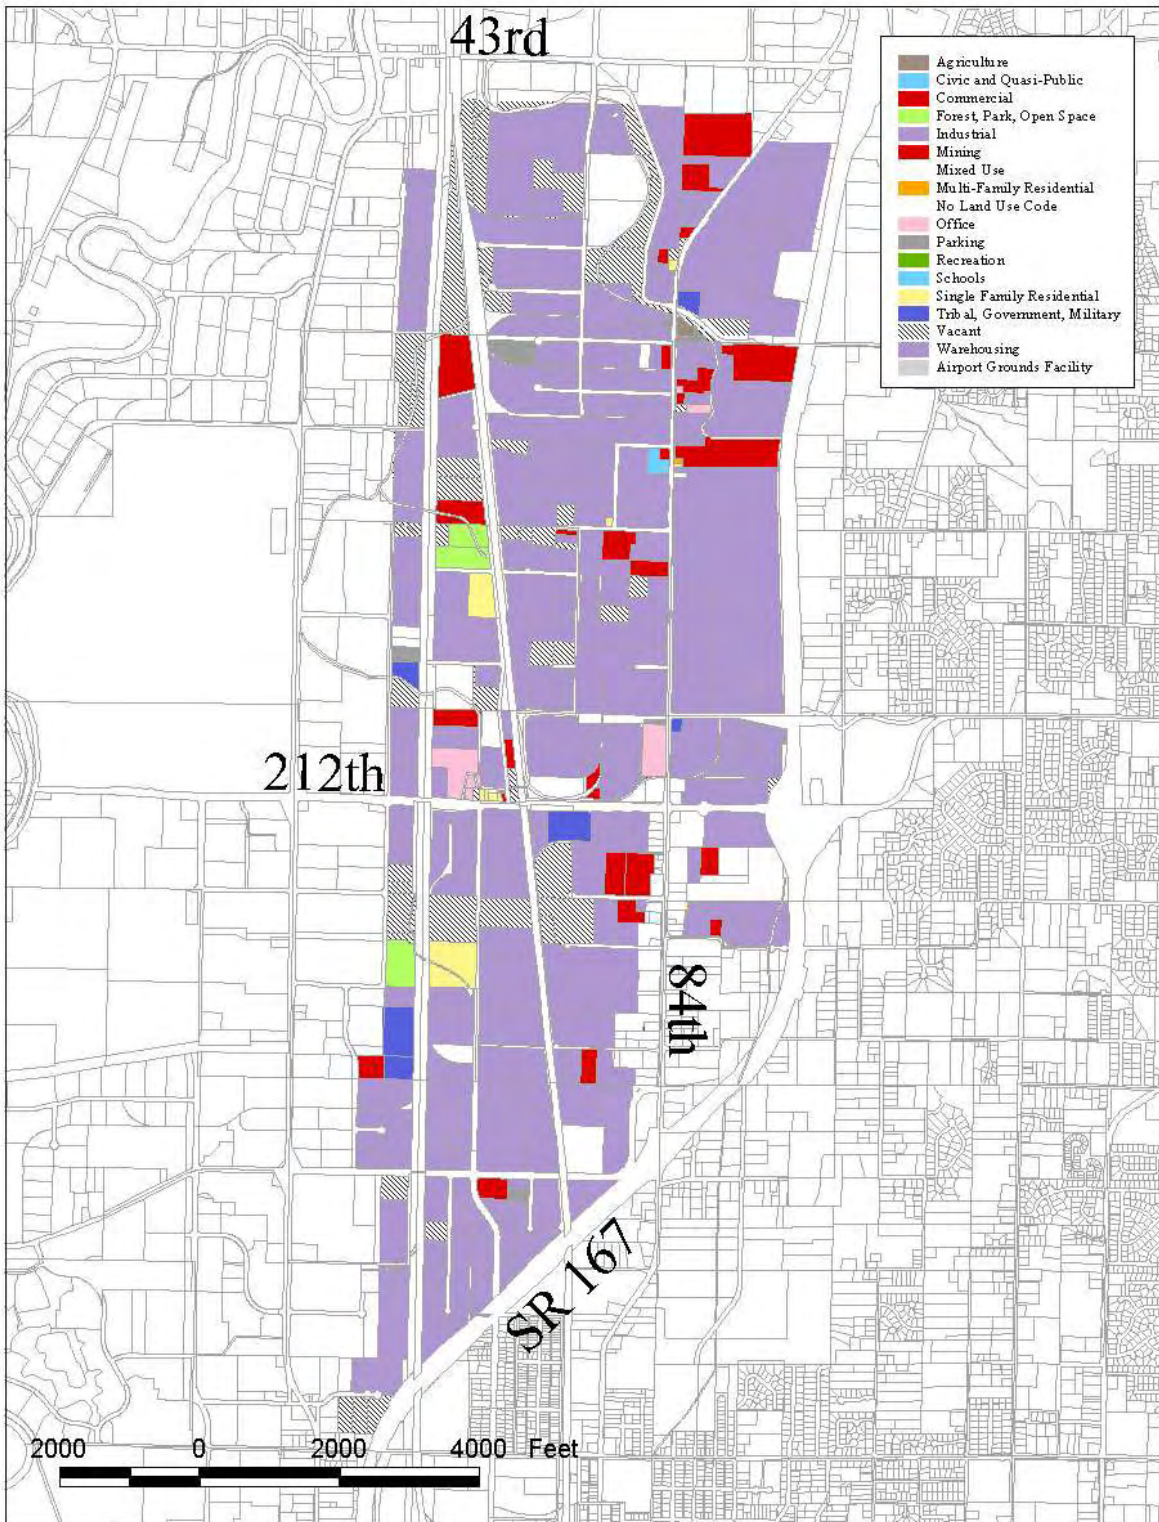 43rd
Agriculture
Civic and Quasi-Public
Commercial
Forest, Park, Open Space
Industrial
Mining
Mixed Use
Multi-Family Residential
No Land Use Code
Office
Parking
Recreation
Schools
Single Family Residential
Tribal, Government, Military
Vacant
Warehousing
Airport Grounds Facility
212th
84th
SR 167
2000 0 2000 4000 Feet